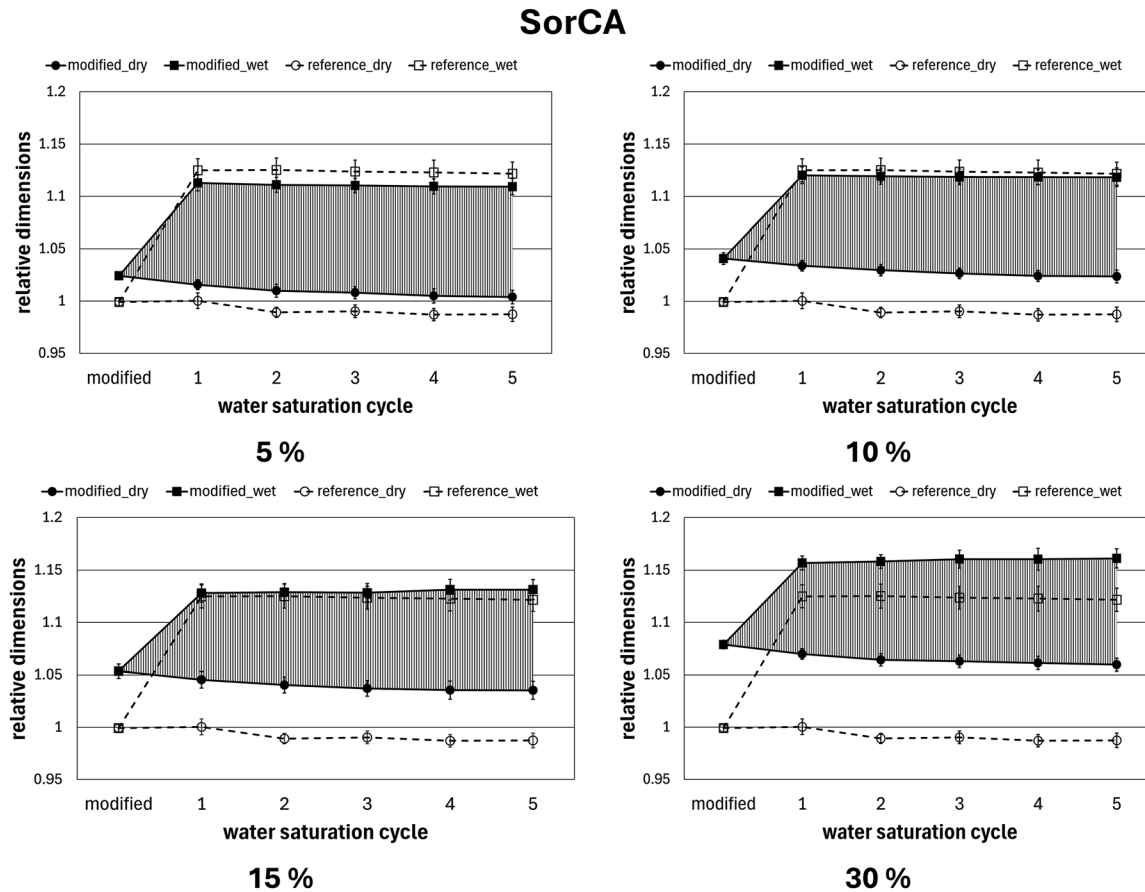 SorCA
modified_dry modified_wet reference_dry reference_wet
relative dimensions
1.2
1.15
1.1
1.05
1
0.95
modified 1 2 3 4 5
water saturation cycle
5 %
modified_dry modified_wet reference_dry reference_wet
relative dimensions
1.2
1.15
1.1
1.05
1
0.95
modified 1 2 3 4 5
water saturation cycle
10 %
modified_dry modified_wet reference_dry reference_wet
relative dimensions
1.2
1.15
1.1
1.05
1
0.95
modified 1 2 3 4 5
water saturation cycle
15 %
modified_dry modified_wet reference_dry reference_wet
relative dimensions
1.2
1.15
1.1
1.05
1
0.95
modified 1 2 3 4 5
water saturation cycle
30 %